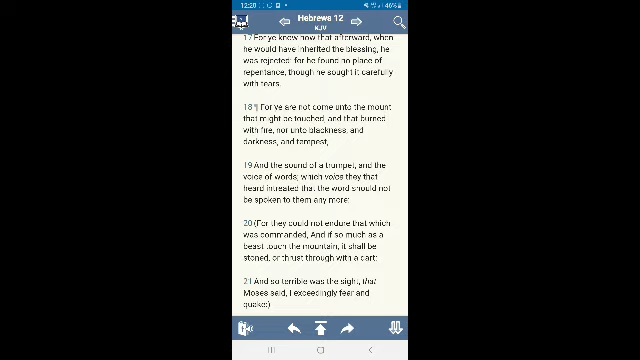 12:20 46%
Hebrews 12
KJV
17 For ye know how that afterward, when
he would have inherited the blessing, he
was rejected: for he found no place of
repentance, though he sought it carefully
with tears.
18 ¶ For ye are not come unto the mount
that might be touched, and that burned
with fire, nor unto blackness, and
darkness, and tempest,
19 And the sound of a trumpet, and the
voice of words; which voice they that
heard intreated that the word should not
be spoken to them any more:
20 (For they could not endure that which
was commanded, And if so much as a
beast touch the mountain, it shall be
stoned, or thrust through with a dart:
21 And so terrible was the sight, that
Moses said, I exceedingly fear and
quake:)